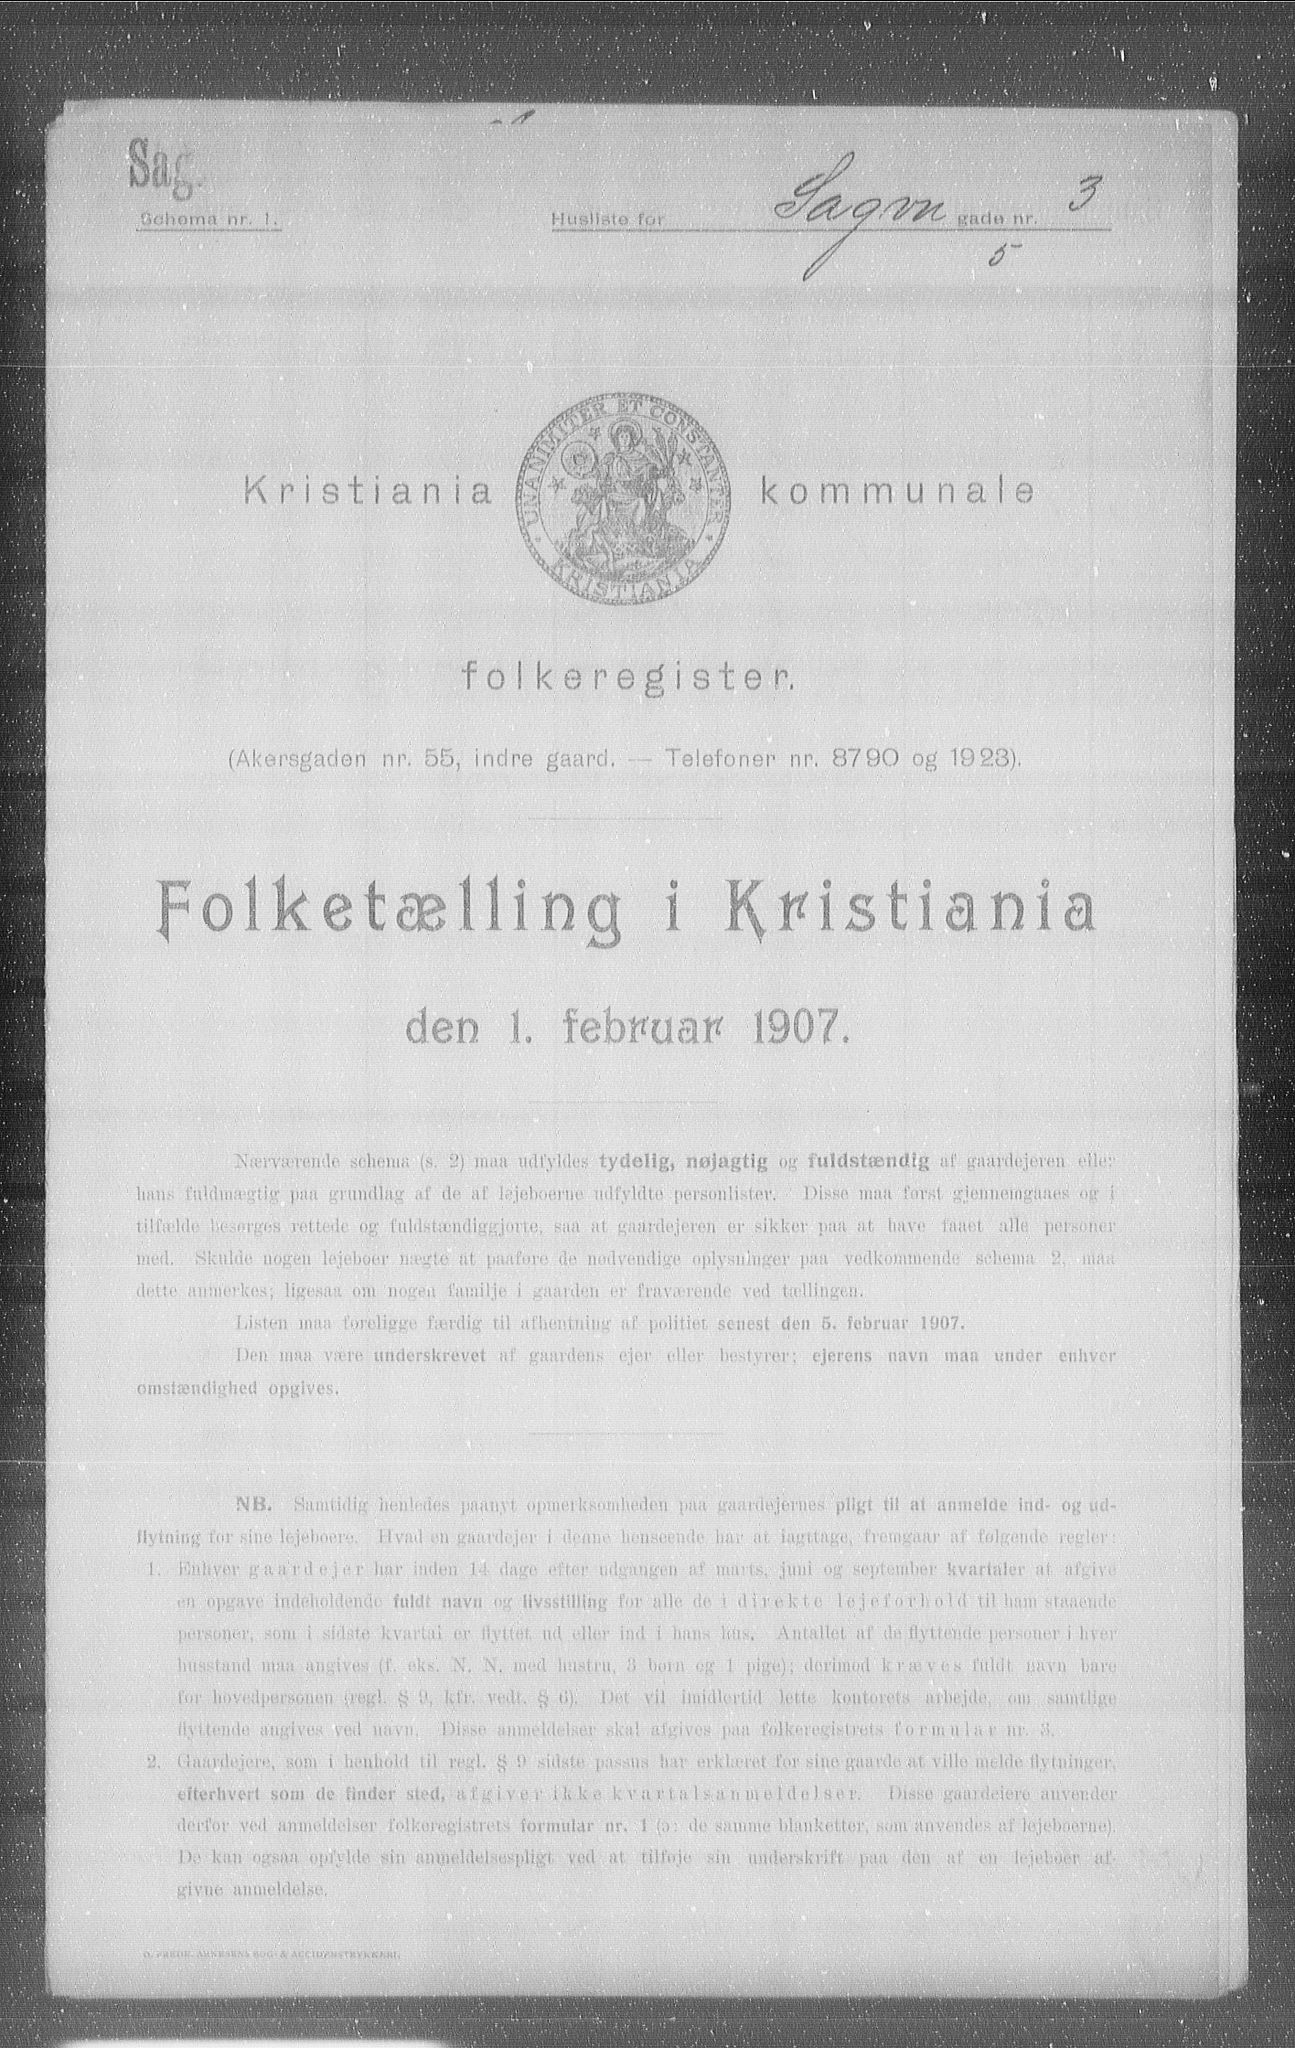 Sag.
Schema nr. 1.
Husliste for Sagvn gade nr. 3
5
UNANIMITER ET CONSTANTER
KRISTIANIA
Kristiania kommunale
folkeregister.
(Akersgaden nr. 55, indre gaard. — Telefoner nr. 8790 og 1923).
Folketælling i Kristiania
den 1. februar 1907.
Nærværende schema (s. 2) maa udfyldes tydelig, nøjagtig og fuldstændig af gaardejeren eller
hans fuldmægtig paa grundlag af de af lejeboerne udfyldte personlister. Disse maa først gjennemgaaes og i
tilfælde besørges rettede og fuldstændiggjorte, saa at gaardejeren er sikker paa at have faaet alle personer
med. Skulde nogen lejeboer nægte at paaføre de nødvendige oplysninger paa vedkommende schema 2, maa
dette anmerkes; ligesaa om nogen familje i gaarden er fraværende ved tællingen.
Listen maa foreligge færdig til afhentning af politiet senest den 5. februar 1907.
Den maa være underskrevet af gaardens ejer eller bestyrer; ejerens navn maa under enhver
omstændighed opgives.
NB. Samtidig henledes paanyt opmerksomheden paa gaardejernes pligt til at anmelde ind- og ud-
flytning for sine lejeboere. Hvad en gaardejer i denne henseende har at iagttage, fremgaar af følgende regler:
1. Enhver gaardejer har inden 14 dage efter udgangen af marts, juni og september kvartaler at afgive
en opgave indeholdende fuldt navn og livsstilling for alle de i direkte lejeforhold til ham staaende
personer, som i sidste kvartal er flyttet ud eller ind i hans hus. Antallet af de flyttende personer i hver
husstand maa angives (f. eks. N. N. med hustru, 3 børn og 1 pige); derimod kræves fuldt navn bare
for hovedpersonen (regl. § 9, kfr. vedt. § 6). Det vil imidlertid lette kontorets arbejde, om samtlige
flyttende angives ved navn. Disse anmeldelser skal afgives paa folkeregistrets formular nr. 3.
2. Gaardejere, som i henhold til regl. § 9 sidste passus har erklæret for sine gaarde at ville melde flytninger,
efterhvert som de finder sted, afgiver ikke kvartalsanmeldelser. Disse gaardeiere anvender
derfor ved anmeldelser folkeregistrets formular nr. 1 (ɔ: de samme blanketter, som anvendes af lejeboerne).
De kan ogsaa opfylde sin anmeldelsespligt ved at tilføje sin underskrift paa den af en lejeboer af-
givne anmeldelse.
O. FREDR. ARNESENS BOG- & ACCIDENSTRYKKERI.